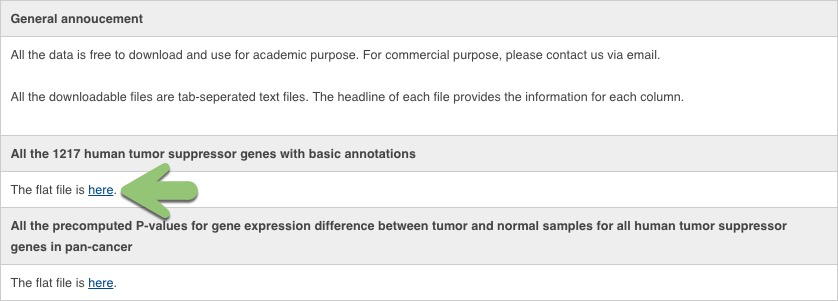 General annoucement
All the data is free to download and use for academic purpose. For commercial purpose, please contact us via email.
All the downloadable files are tab-seperated text files. The headline of each file provides the information for each column.
All the 1217 human tumor suppressor genes with basic annotations
The flat file is here.
All the precomputed P-values for gene expression difference between tumor and normal samples for all human tumor suppressor
genes in pan-cancer
The flat file is here.